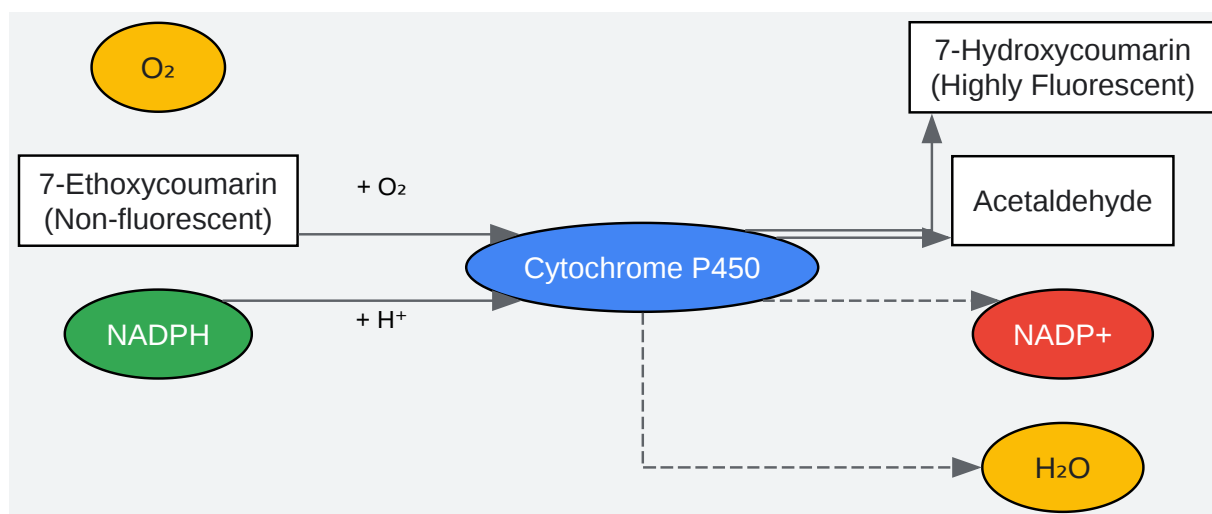 O₂
7-Hydroxycoumarin
(Highly Fluorescent)
7-Ethoxycoumarin
(Non-fluorescent)
+ O₂
Acetaldehyde
Cytochrome P450
NADPH
+ H⁺
NADP+
H₂O